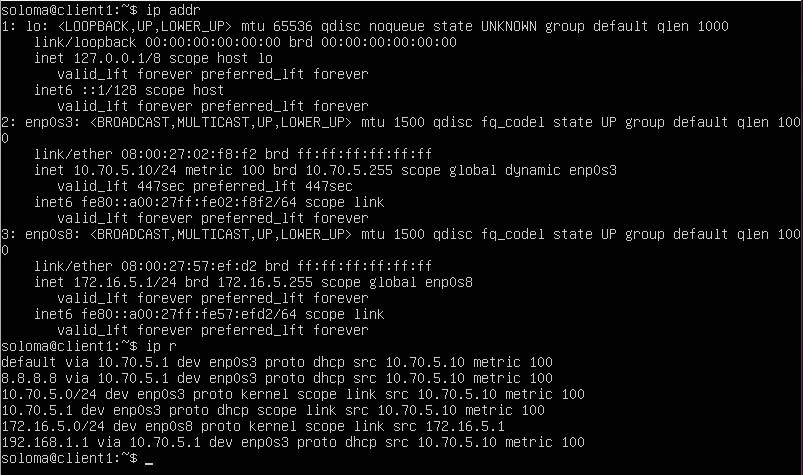 soloma@client1:~$ ip addr
1: lo: <LOOPBACK,UP,LOWER_UP> mtu 65536 qdisc noqueue state UNKNOWN group default qlen 1000
    link/loopback 00:00:00:00:00:00 brd 00:00:00:00:00:00
    inet 127.0.0.1/8 scope host lo
       valid_lft forever preferred_lft forever
    inet6 ::1/128 scope host
       valid_lft forever preferred_lft forever
2: enp0s3: <BROADCAST,MULTICAST,UP,LOWER_UP> mtu 1500 qdisc fq_codel state UP group default qlen 100
0
    link/ether 08:00:27:02:f8:f2 brd ff:ff:ff:ff:ff:ff
    inet 10.70.5.10/24 metric 100 brd 10.70.5.255 scope global dynamic enp0s3
       valid_lft 447sec preferred_lft 447sec
    inet6 fe80::a00:27ff:fe02:f8f2/64 scope link
       valid_lft forever preferred_lft forever
3: enp0s8: <BROADCAST,MULTICAST,UP,LOWER_UP> mtu 1500 qdisc fq_codel state UP group default qlen 100
0
    link/ether 08:00:27:57:ef:d2 brd ff:ff:ff:ff:ff:ff
    inet 172.16.5.1/24 brd 172.16.5.255 scope global enp0s8
       valid_lft forever preferred_lft forever
    inet6 fe80::a00:27ff:fe57:efd2/64 scope link
       valid_lft forever preferred_lft forever
soloma@client1:~$ ip r
default via 10.70.5.1 dev enp0s3 proto dhcp src 10.70.5.10 metric 100
8.8.8.8 via 10.70.5.1 dev enp0s3 proto dhcp src 10.70.5.10 metric 100
10.70.5.0/24 dev enp0s3 proto kernel scope link src 10.70.5.10 metric 100
10.70.5.1 dev enp0s3 proto dhcp scope link src 10.70.5.10 metric 100
172.16.5.0/24 dev enp0s8 proto kernel scope link src 172.16.5.1
192.168.1.1 via 10.70.5.1 dev enp0s3 proto dhcp src 10.70.5.10 metric 100
soloma@client1:~$ _